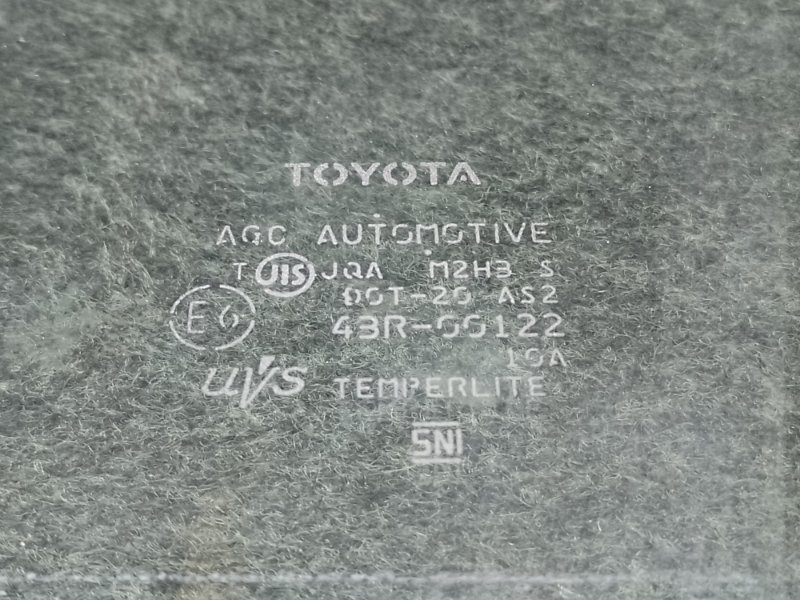 TOYOTA
AGC AUTOMOTIVE
T JIS JQA M2H3 S
DOT-20 AS2
E6 43R-00122
10A
UVS TEMPERLITE
SNI